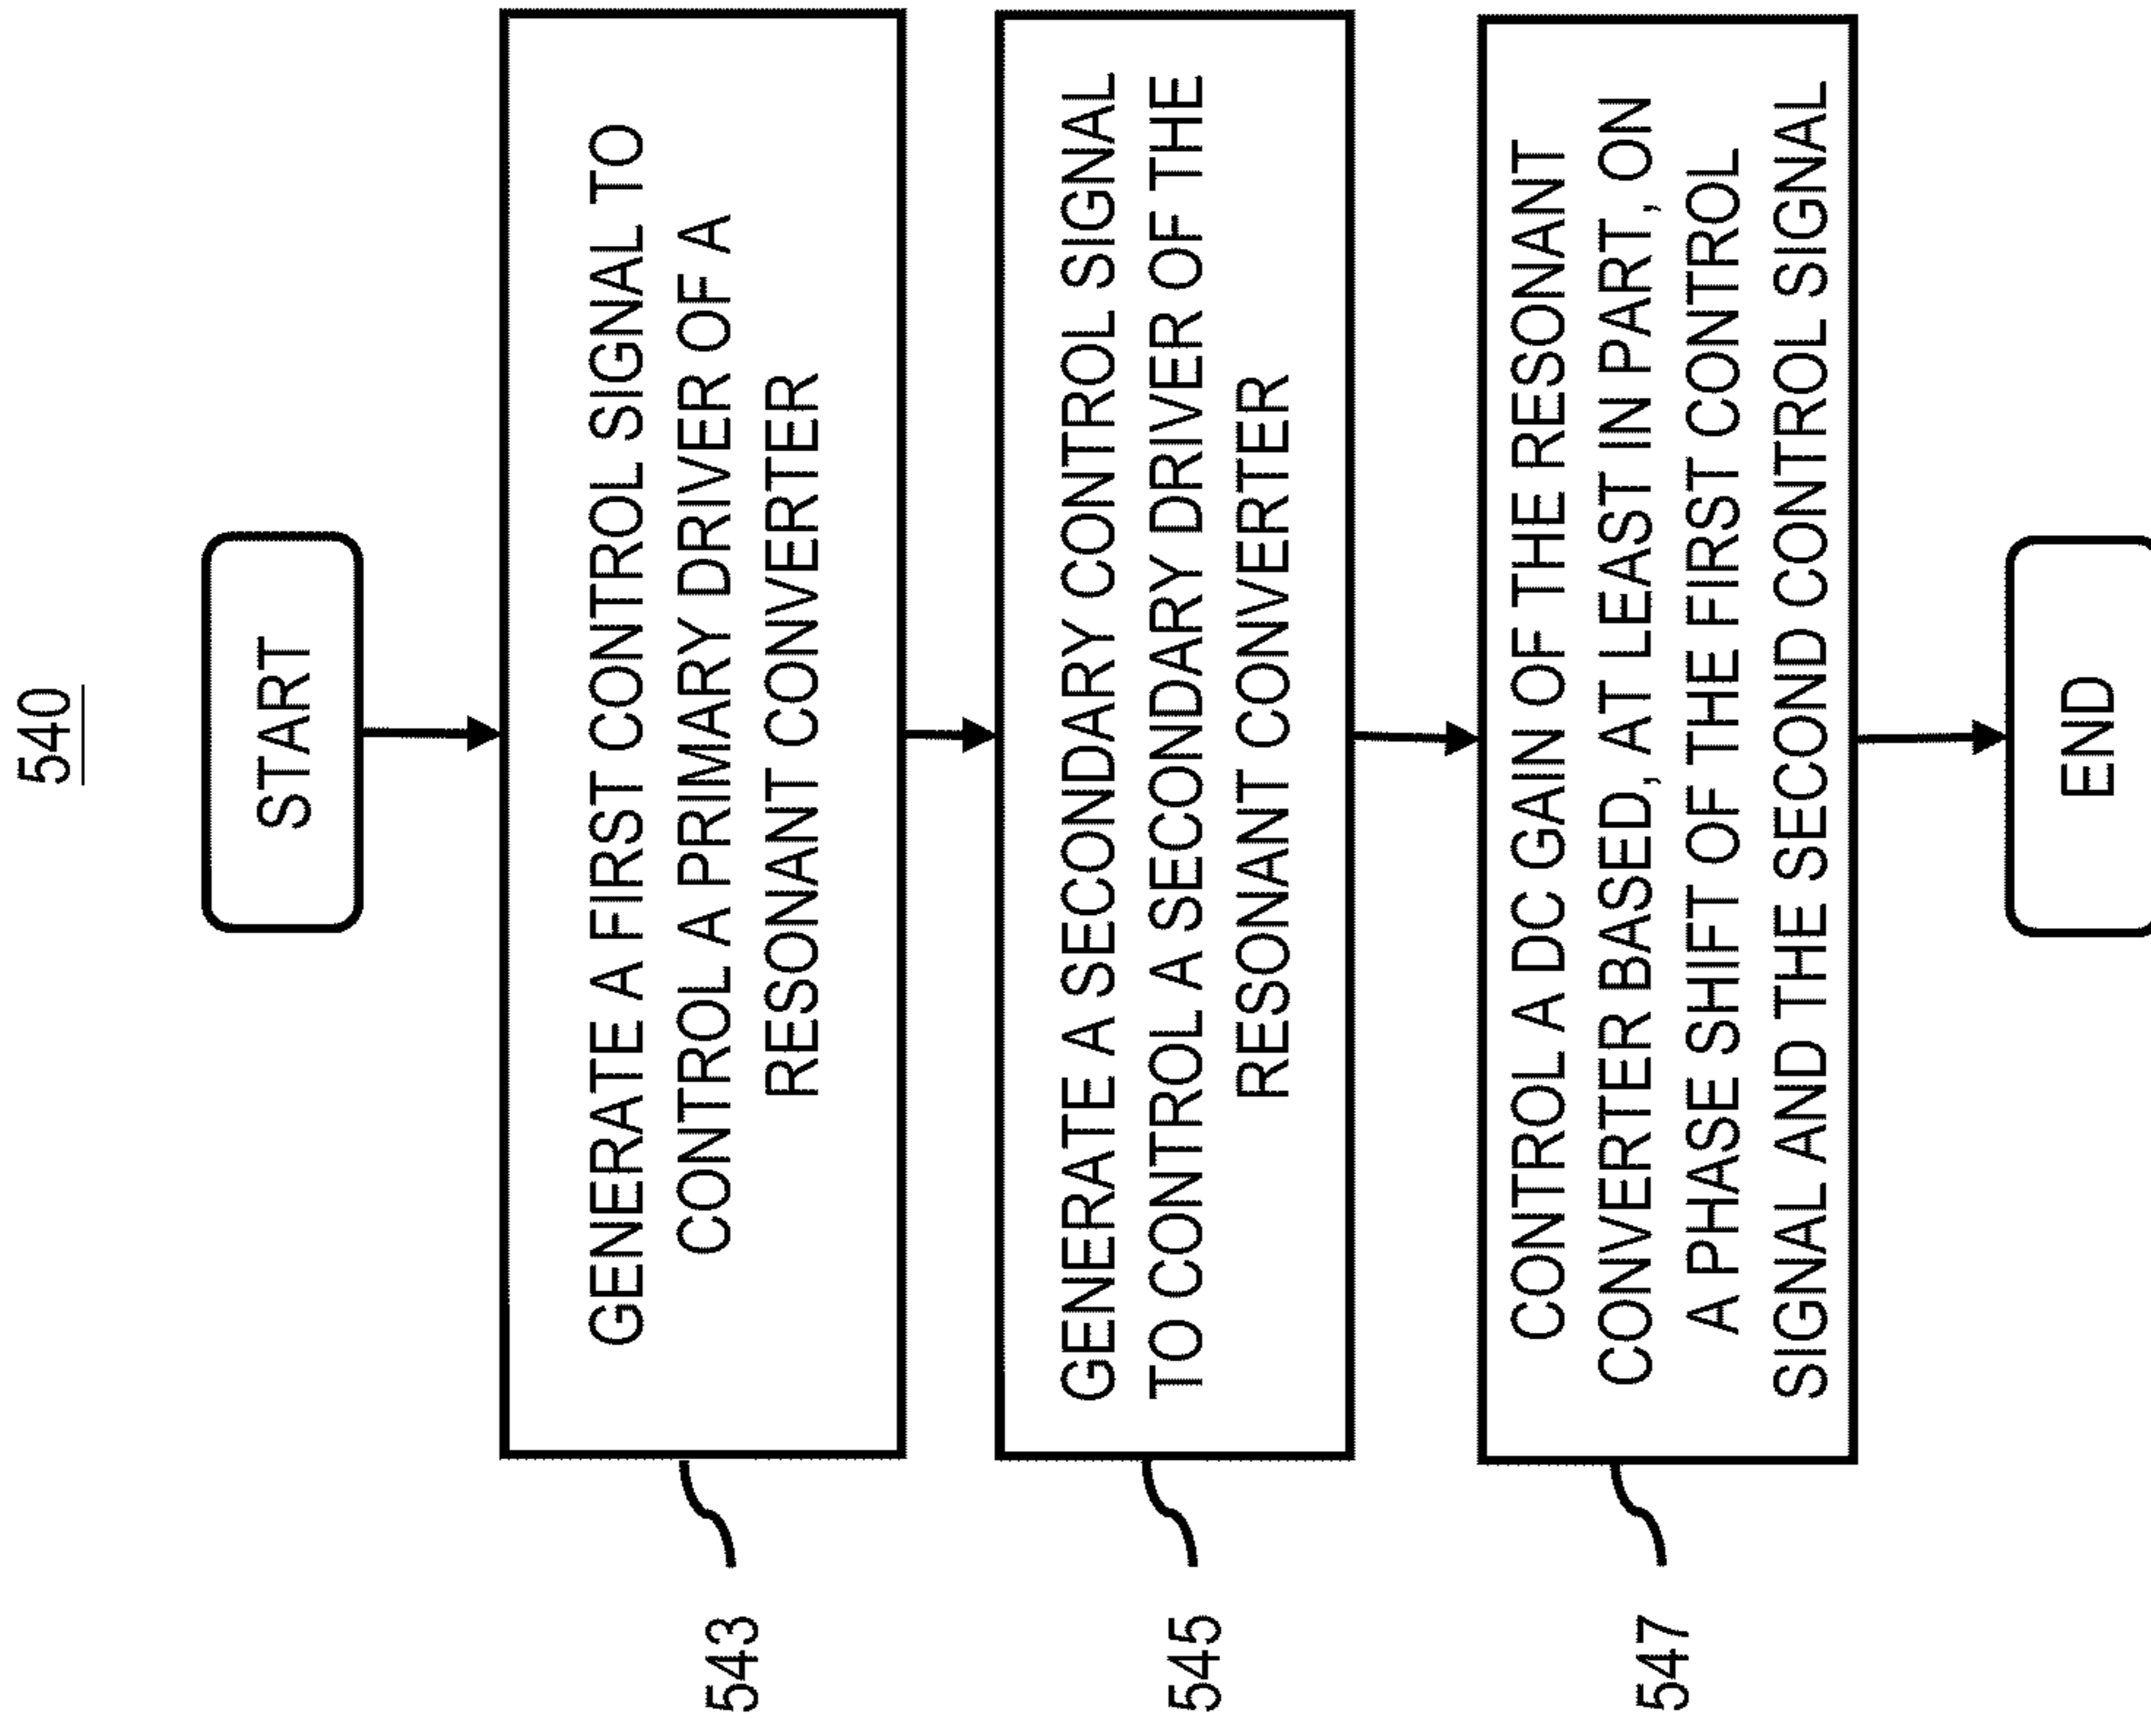 540
START
GENERATE A FIRST CONTROL SIGNAL TO
CONTROL A PRIMARY DRIVER OF A
RESONANT CONVERTER
543
GENERATE A SECONDARY CONTROL SIGNAL
TO CONTROL A SECONDARY DRIVER OF THE
RESONANT CONVERTER
545
CONTROL A DC GAIN OF THE RESONANT
CONVERTER BASED, AT LEAST IN PART, ON
A PHASE SHIFT OF THE FIRST CONTROL
SIGNAL AND THE SECOND CONTROL SIGNAL
547
END